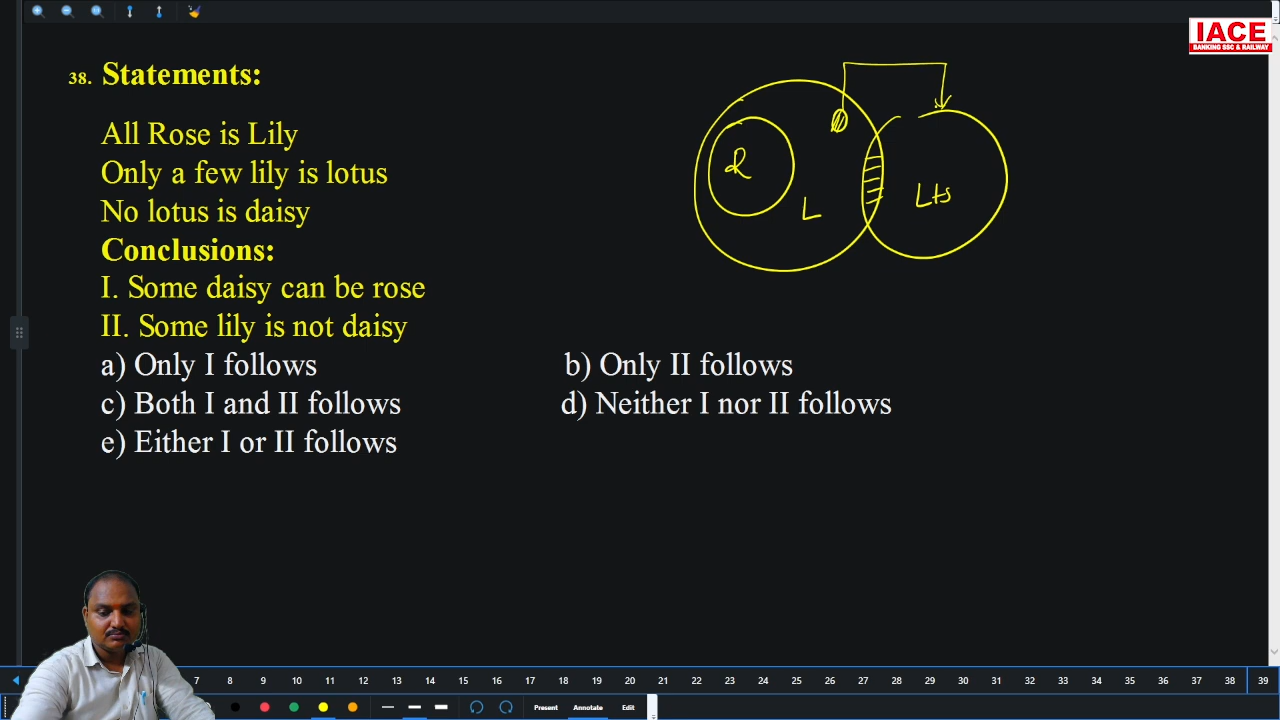 IACE
BANKING SSC & RAILWAY
38. Statements:
All Rose is Lily
Only a few lily is lotus
No lotus is daisy
Conclusions:
I. Some daisy can be rose
II. Some lily is not daisy
a) Only I follows b) Only II follows
c) Both I and II follows d) Neither I nor II follows
e) Either I or II follows
R
L
Lts
7 8 9 10 11 12 13 14 15 16 17 18 19 20 21 22 23 24 25 26 27 28 29 30 31 32 33 34 35 36 37 38 39
Present Annotate Edit